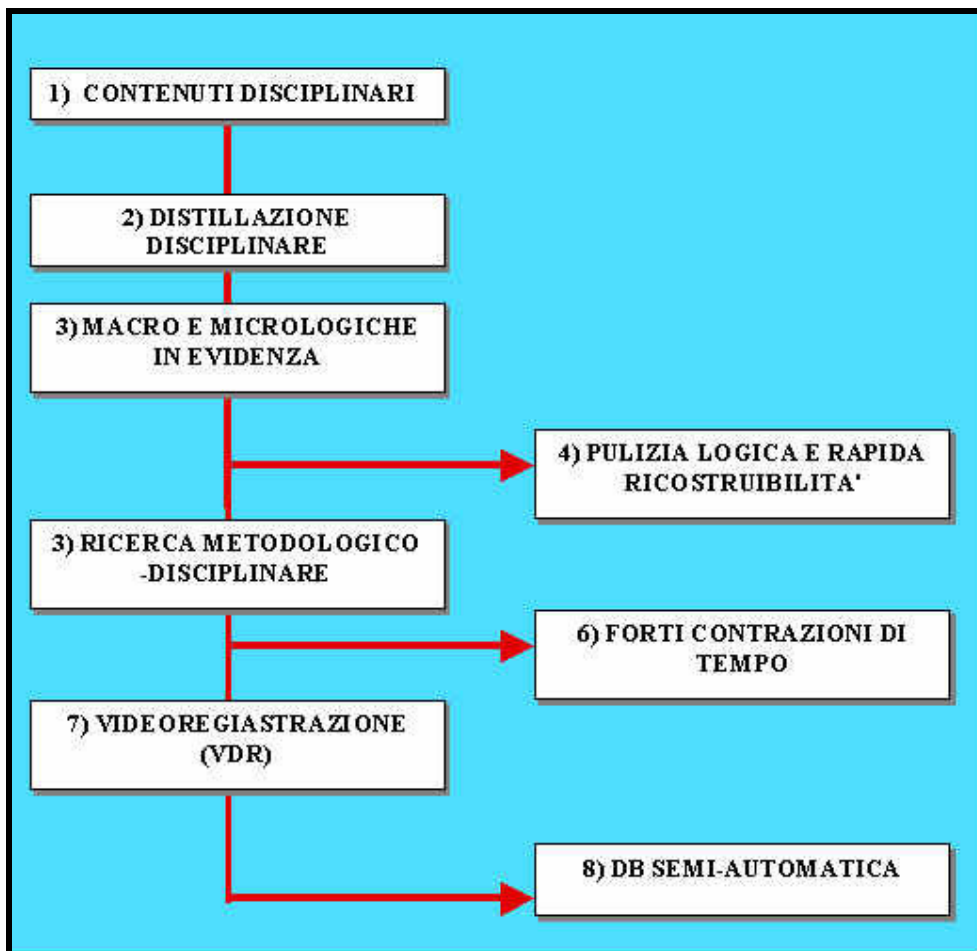 1) CONTENUTI DISCIPLINARI
2) DISTILLAZIONE
DISCIPLINARE
3) MACRO E MICROLOGICHE
IN EVIDENZA
4) PULIZIA LOGICA E RAPIDA
RICOSTRUIBILITA'
3) RICERCA METODOLOGICO
-DISCIPLINARE
6) FORTI CONTRAZIONI DI
TEMPO
7) VIDEOREGIASTRAZIONE
(VDR)
8) DB SEMI-AUTOMATICA